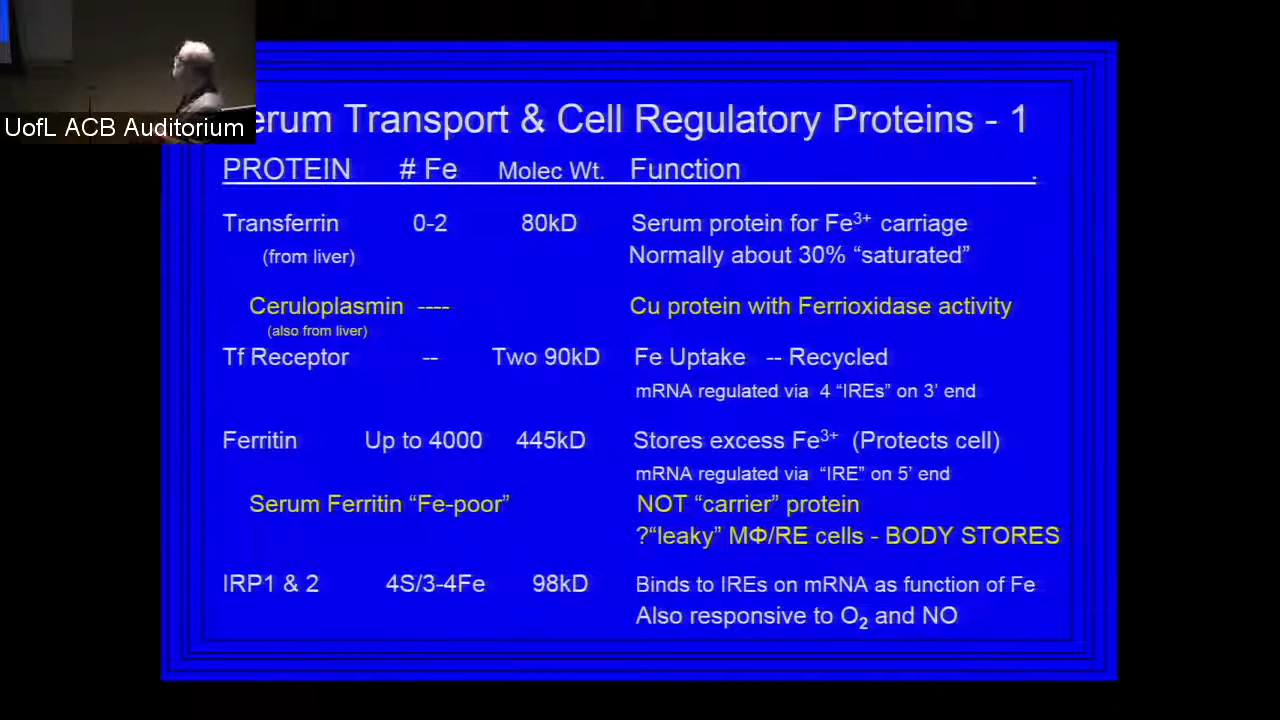 UofL ACB Auditorium
erum Transport & Cell Regulatory Proteins - 1
PROTEIN # Fe Molec Wt. Function .
Transferrin 0-2 80kD Serum protein for Fe³⁺ carriage
(from liver) Normally about 30% “saturated”
Ceruloplasmin ---- Cu protein with Ferrioxidase activity
(also from liver)
Tf Receptor -- Two 90kD Fe Uptake -- Recycled
mRNA regulated via 4 “IREs” on 3’ end
Ferritin Up to 4000 445kD Stores excess Fe³⁺ (Protects cell)
mRNA regulated via “IRE” on 5’ end
Serum Ferritin “Fe-poor” NOT “carrier” protein
?“leaky” MΦ/RE cells - BODY STORES
IRP1 & 2 4S/3-4Fe 98kD Binds to IREs on mRNA as function of Fe
Also responsive to O₂ and NO